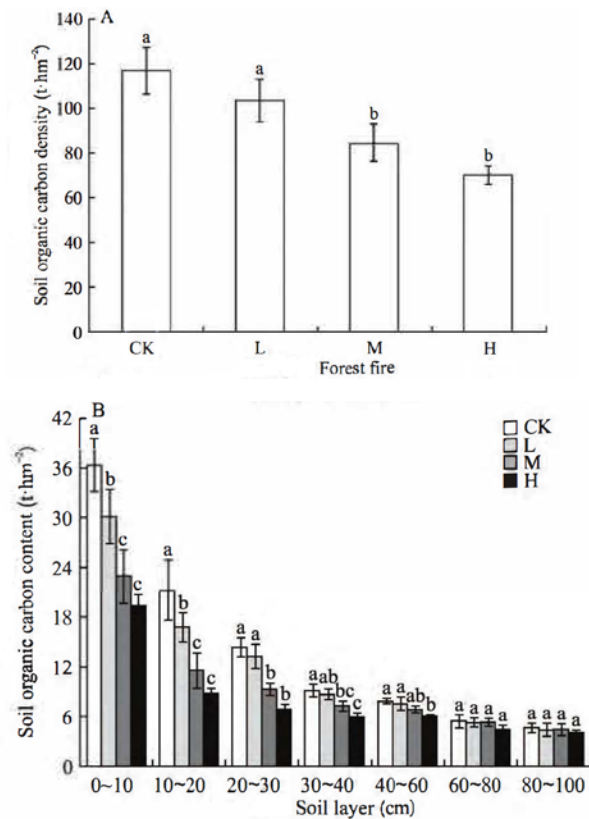 A
Soil organic carbon density (t·hm⁻²)
140
120
100
80
60
40
20
0
a
a
b
b
CK
L
M
H
Forest fire
B
Soil organic carbon content (t·hm⁻²)
42
36
30
24
18
12
6
0
CK
L
M
H
a
b
c
c
a
b
c
c
a
a
b
b
a
ab
bc
c
a
a
ab
b
a
a
a
a
a
a
a
a
0~10
10~20
20~30
30~40
40~60
60~80
80~100
Soil layer (cm)